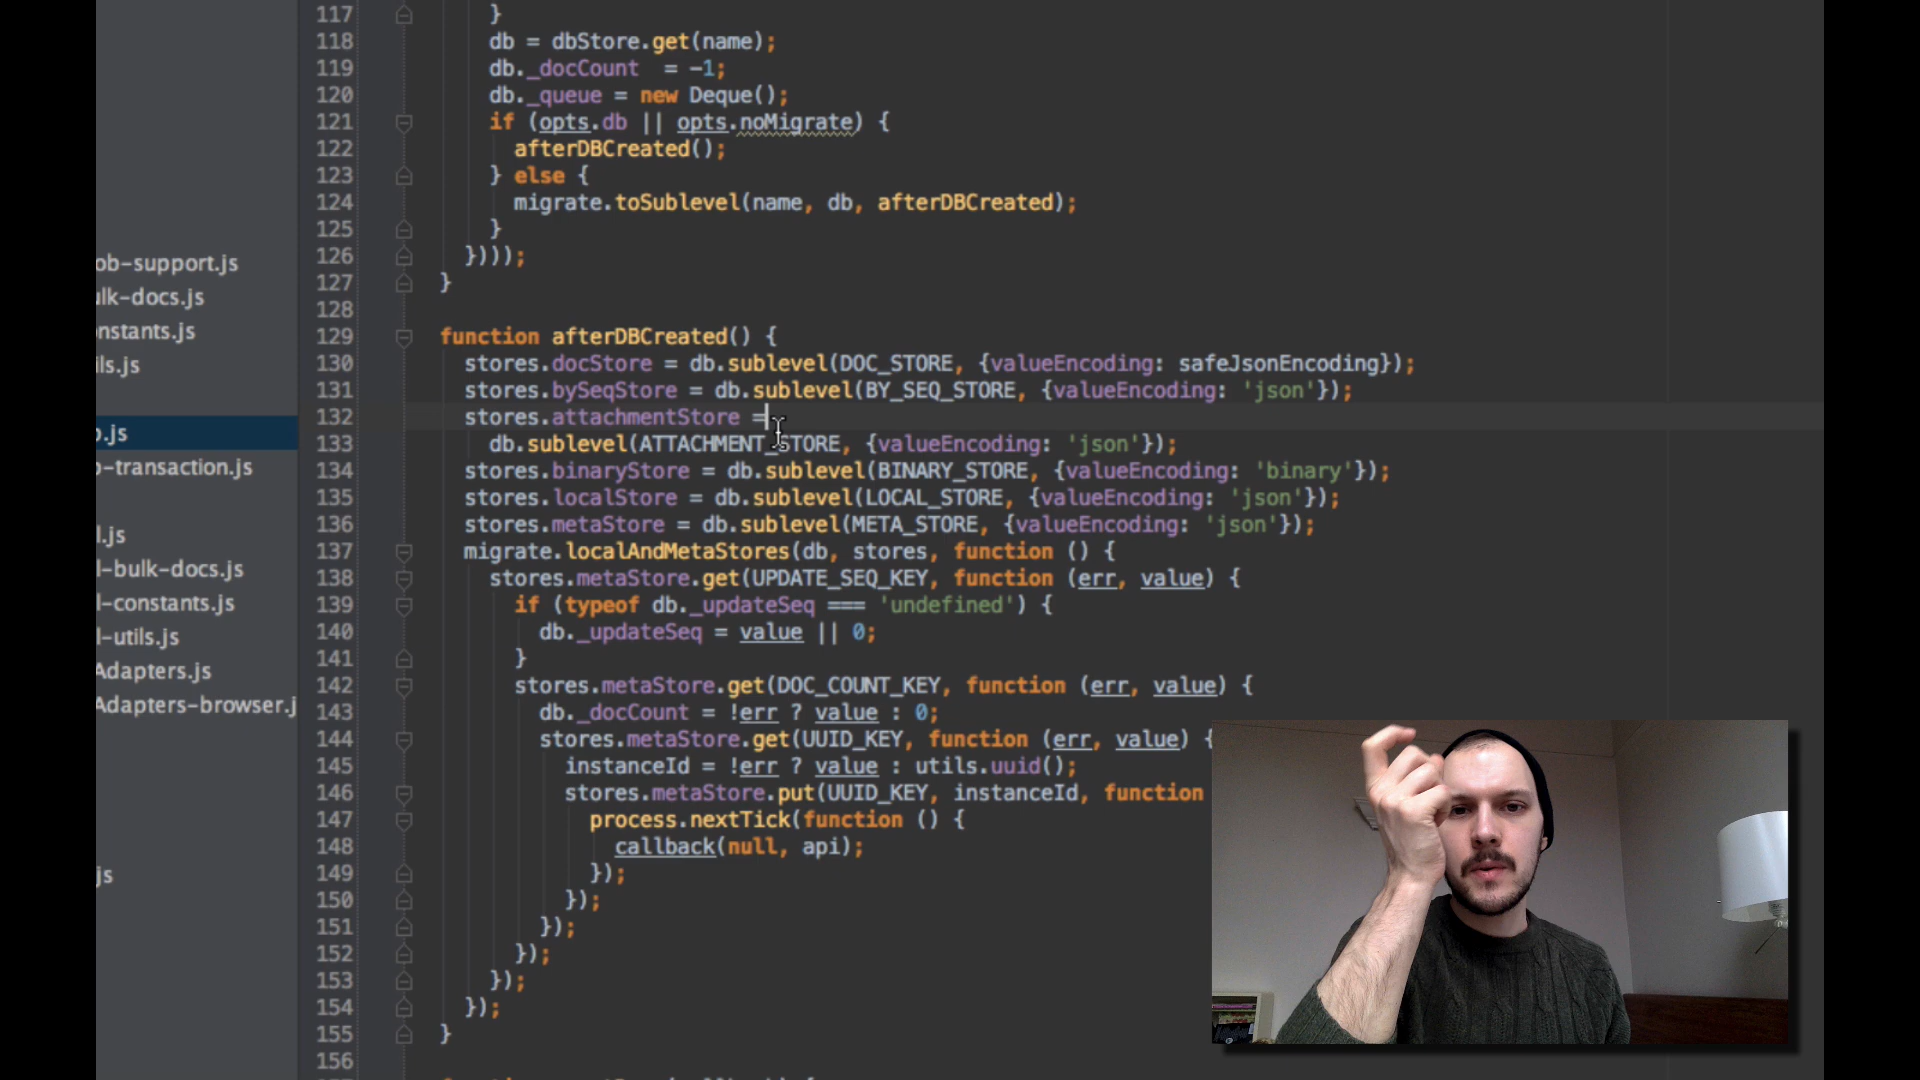 ob-support.js
ulk-docs.js
nstants.js
ils.js
o.js
o-transaction.js
l.js
l-bulk-docs.js
l-constants.js
l-utils.js
Adapters.js
Adapters-browser.j
js
117 }
118 db = dbStore.get(name);
119 db._docCount  = -1;
120 db._queue = new Deque();
121 if (opts.db || opts.noMigrate) {
122 afterDBCreated();
123 } else {
124 migrate.toSublevel(name, db, afterDBCreated);
125 }
126 })));
127 }
128
129 function afterDBCreated() {
130 stores.docStore = db.sublevel(DOC_STORE, {valueEncoding: safeJsonEncoding});
131 stores.bySeqStore = db.sublevel(BY_SEQ_STORE, {valueEncoding: 'json'});
132 stores.attachmentStore =
133 db.sublevel(ATTACHMENT_STORE, {valueEncoding: 'json'});
134 stores.binaryStore = db.sublevel(BINARY_STORE, {valueEncoding: 'binary'});
135 stores.localStore = db.sublevel(LOCAL_STORE, {valueEncoding: 'json'});
136 stores.metaStore = db.sublevel(META_STORE, {valueEncoding: 'json'});
137 migrate.localAndMetaStores(db, stores, function () {
138 stores.metaStore.get(UPDATE_SEQ_KEY, function (err, value) {
139 if (typeof db._updateSeq === 'undefined') {
140 db._updateSeq = value || 0;
141 }
142 stores.metaStore.get(DOC_COUNT_KEY, function (err, value) {
143 db._docCount = !err ? value : 0;
144 stores.metaStore.get(UUID_KEY, function (err, value) {
145 instanceId = !err ? value : utils.uuid();
146 stores.metaStore.put(UUID_KEY, instanceId, function
147 process.nextTick(function () {
148 callback(null, api);
149 });
150 });
151 });
152 });
153 });
154 });
155 }
156